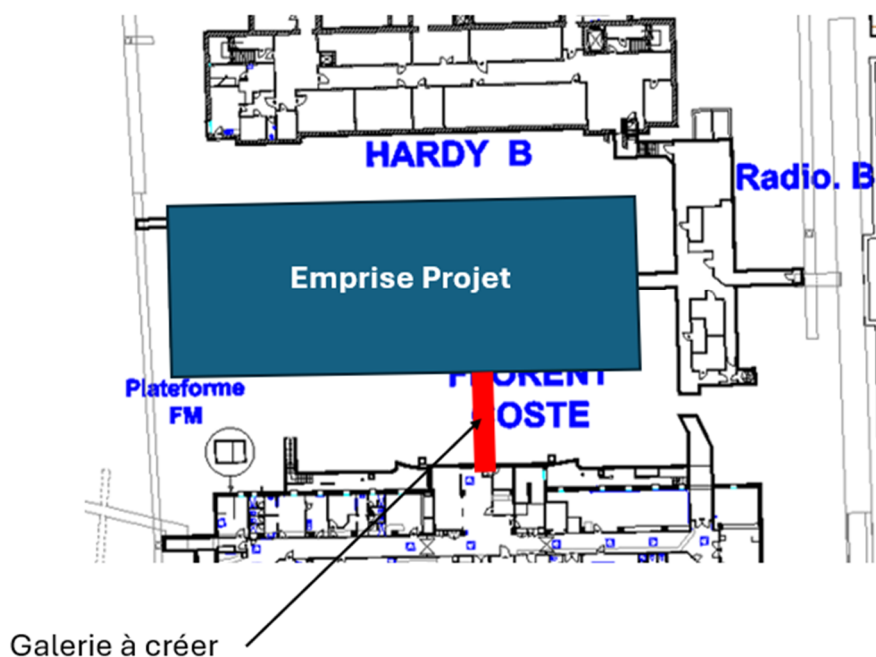 HARDY B
Radio. B
Emprise Projet
FLORENT
COSTE
Plateforme
FM
Galerie à créer